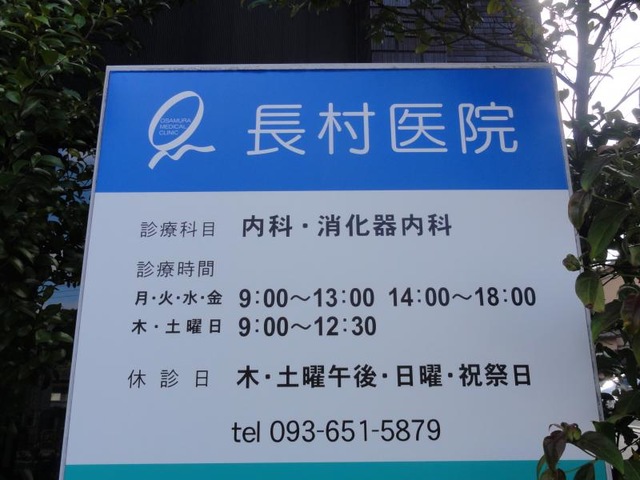 OSAMURA
MEDICAL
CLINIC
長村医院
診療科目 内科・消化器内科
診療時間
月・火・水・金 9:00～13:00 14:00～18:00
木・土曜日 9:00～12:30
休診日 木・土曜午後・日曜・祝祭日
tel 093-651-5879